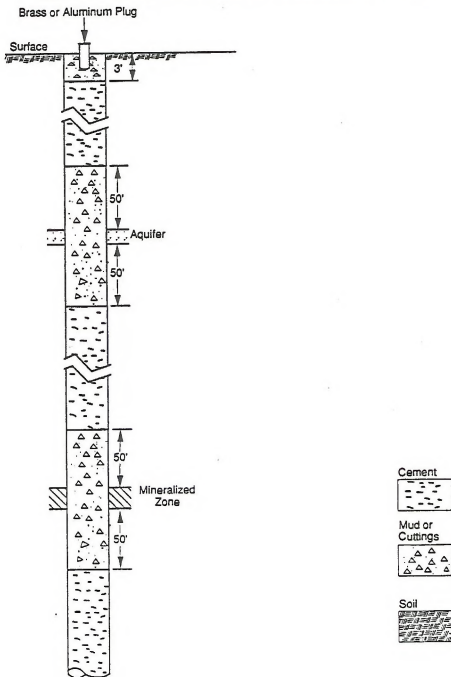 Brass or Aluminum Plug
Surface
3'
50'
Aquifer
50'
50'
Mineralized
Zone
50'
Cement
Mud or
Cuttings
Soil